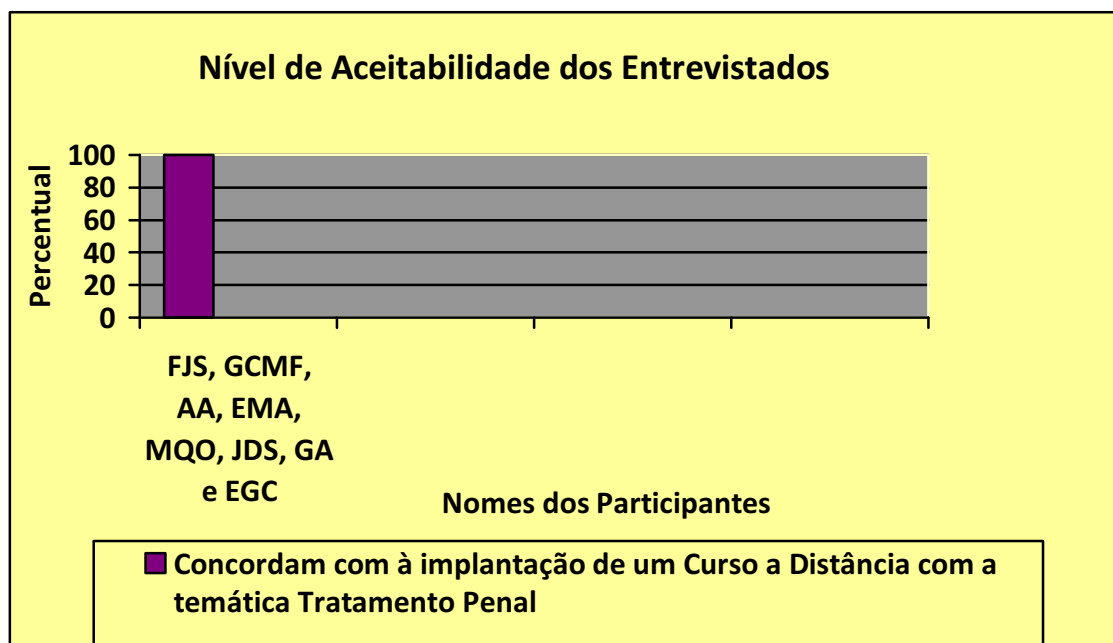 Nível de Aceitabilidade dos Entrevistados
Percentual
100
80
60
40
20
0
FJS, GCMF,
AA, EMA,
MQO, JDS, GA
e EGC
Nomes dos Participantes
Concordam com à implantação de um Curso a Distância com a
temática Tratamento Penal